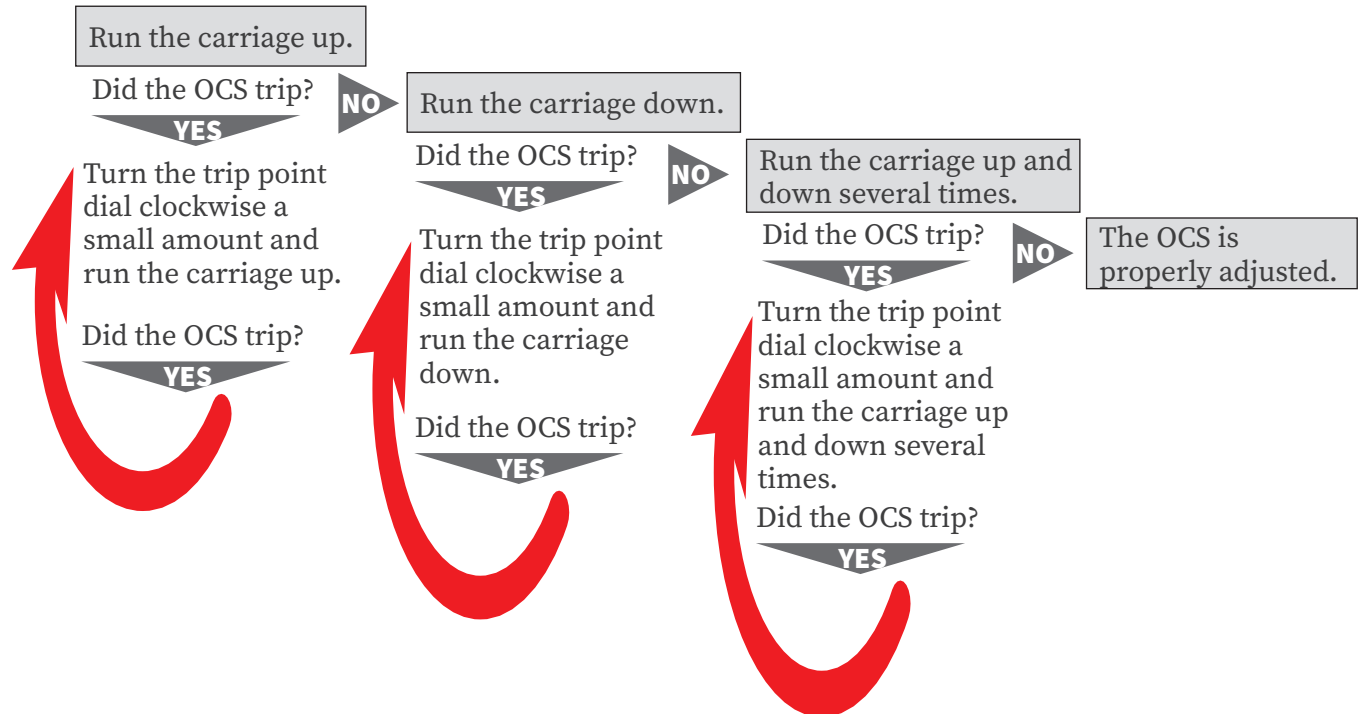 Run the carriage up.
Did the OCS trip?
NO
YES
Turn the trip point
dial clockwise a
small amount and
run the carriage up.
Did the OCS trip?
YES
Run the carriage down.
Did the OCS trip?
NO
YES
Turn the trip point
dial clockwise a
small amount and
run the carriage
down.
Did the OCS trip?
YES
Run the carriage up and
down several times.
Did the OCS trip?
NO
YES
Turn the trip point
dial clockwise a
small amount and
run the carriage up
and down several
times.
Did the OCS trip?
YES
The OCS is
properly adjusted.